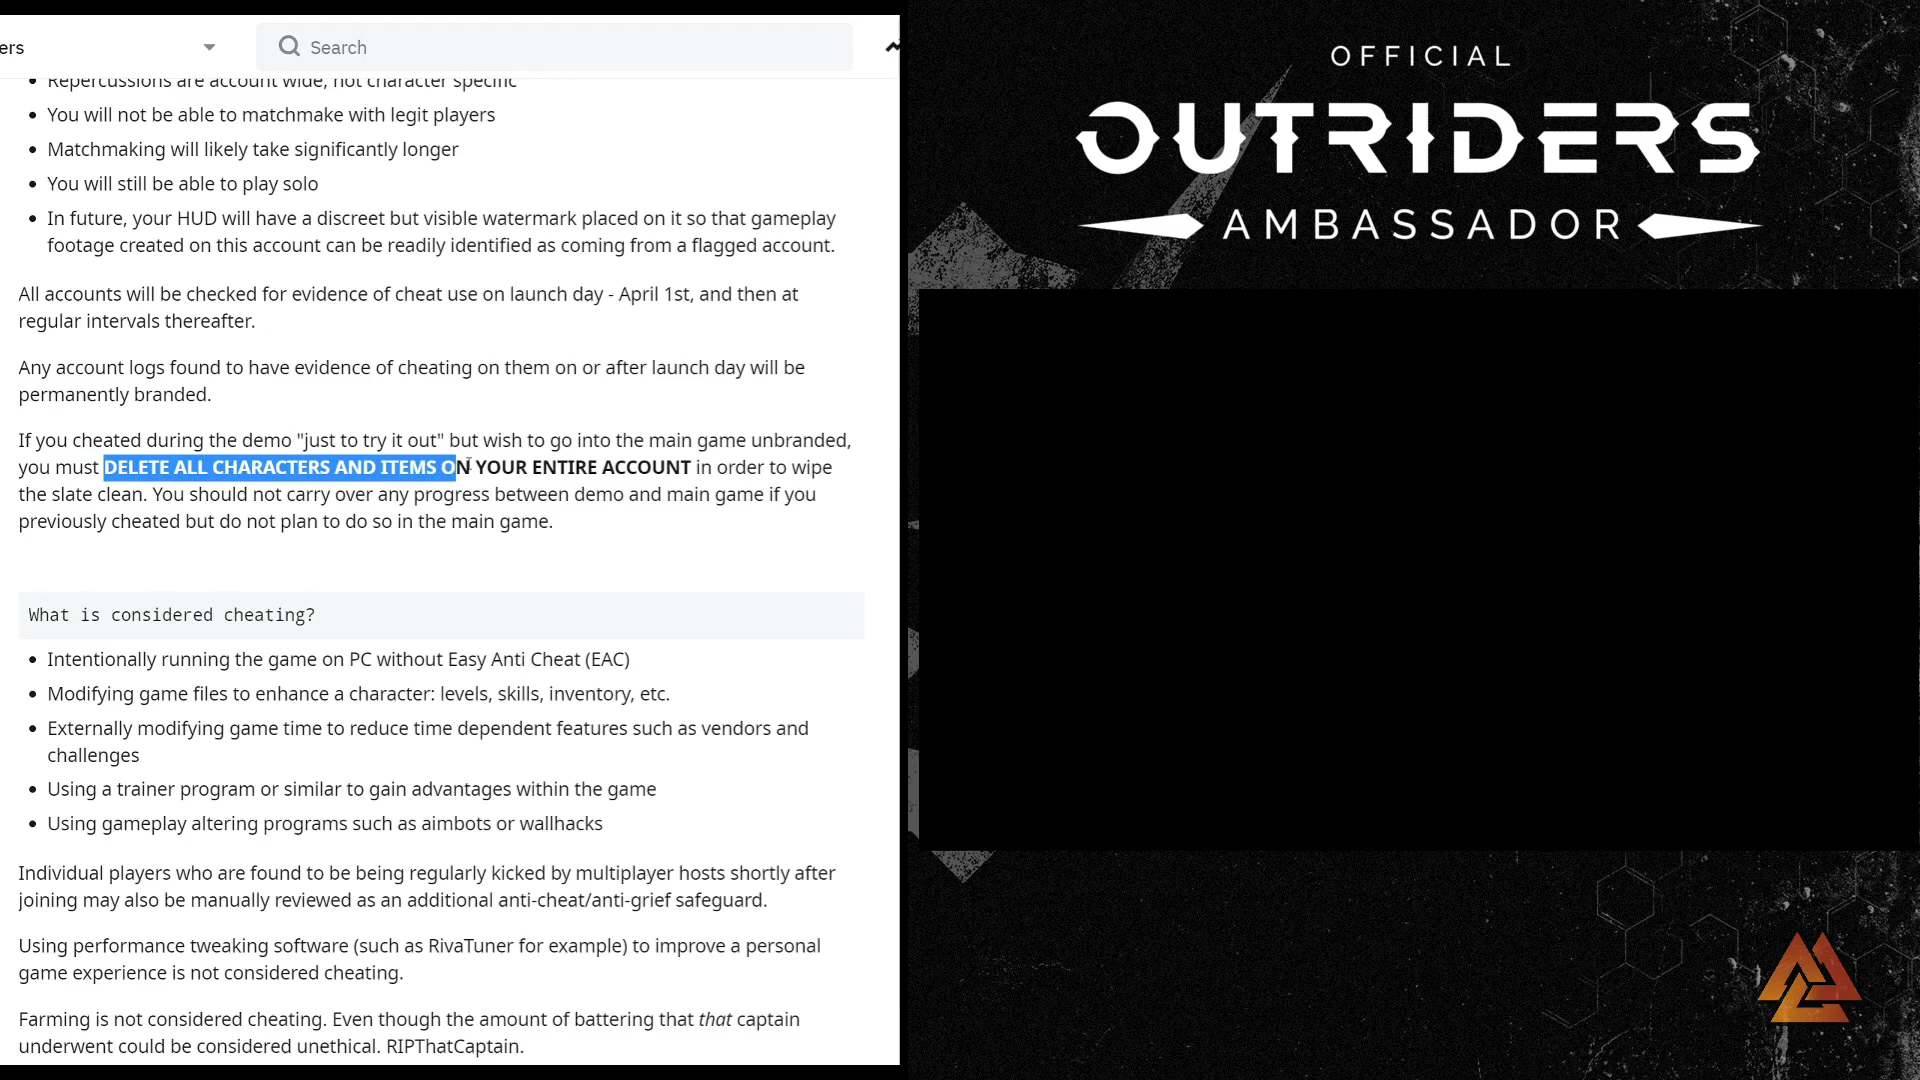 ers
Search
Repercussions are account wide, not character specific
You will not be able to matchmake with legit players
Matchmaking will likely take significantly longer
You will still be able to play solo
In future, your HUD will have a discreet but visible watermark placed on it so that gameplay
footage created on this account can be readily identified as coming from a flagged account.
All accounts will be checked for evidence of cheat use on launch day - April 1st, and then at
regular intervals thereafter.
Any account logs found to have evidence of cheating on them on or after launch day will be
permanently branded.
If you cheated during the demo "just to try it out" but wish to go into the main game unbranded,
you must DELETE ALL CHARACTERS AND ITEMS ON YOUR ENTIRE ACCOUNT in order to wipe
the slate clean. You should not carry over any progress between demo and main game if you
previously cheated but do not plan to do so in the main game.
What is considered cheating?
Intentionally running the game on PC without Easy Anti Cheat (EAC)
Modifying game files to enhance a character: levels, skills, inventory, etc.
Externally modifying game time to reduce time dependent features such as vendors and
challenges
Using a trainer program or similar to gain advantages within the game
Using gameplay altering programs such as aimbots or wallhacks
Individual players who are found to be being regularly kicked by multiplayer hosts shortly after
joining may also be manually reviewed as an additional anti-cheat/anti-grief safeguard.
Using performance tweaking software (such as RivaTuner for example) to improve a personal
game experience is not considered cheating.
Farming is not considered cheating. Even though the amount of battering that that captain
underwent could be considered unethical. RIPThatCaptain.
OFFICIAL
OUTRIDERS
AMBASSADOR